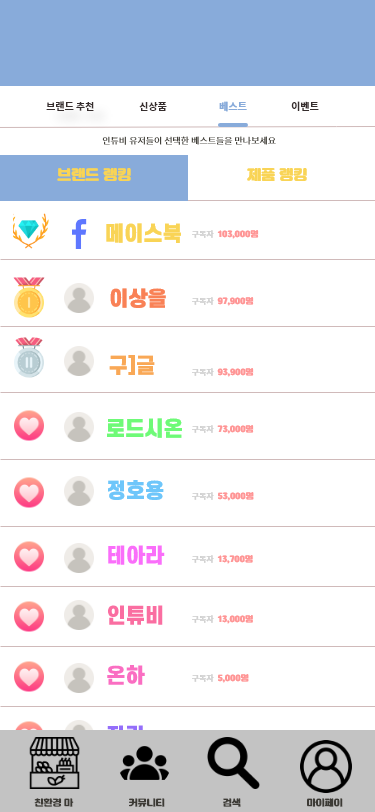 브랜드 추천 신상품 베스트 이벤트
인튜비 유저들이 선택한 베스트들을 만나보세요
브랜드 랭킹 제품 랭킹
메이스북 구독자 103,000명
이상을 구독자 97,900명
구]글 구독자 93,900명
로드시온 구독자 73,000명
정호용 구독자 53,000명
테아라 구독자 13,700명
인튜비 구독자 13,000명
온하 구독자 5,000명
친환경 마 커뮤니티 검색 마이페이